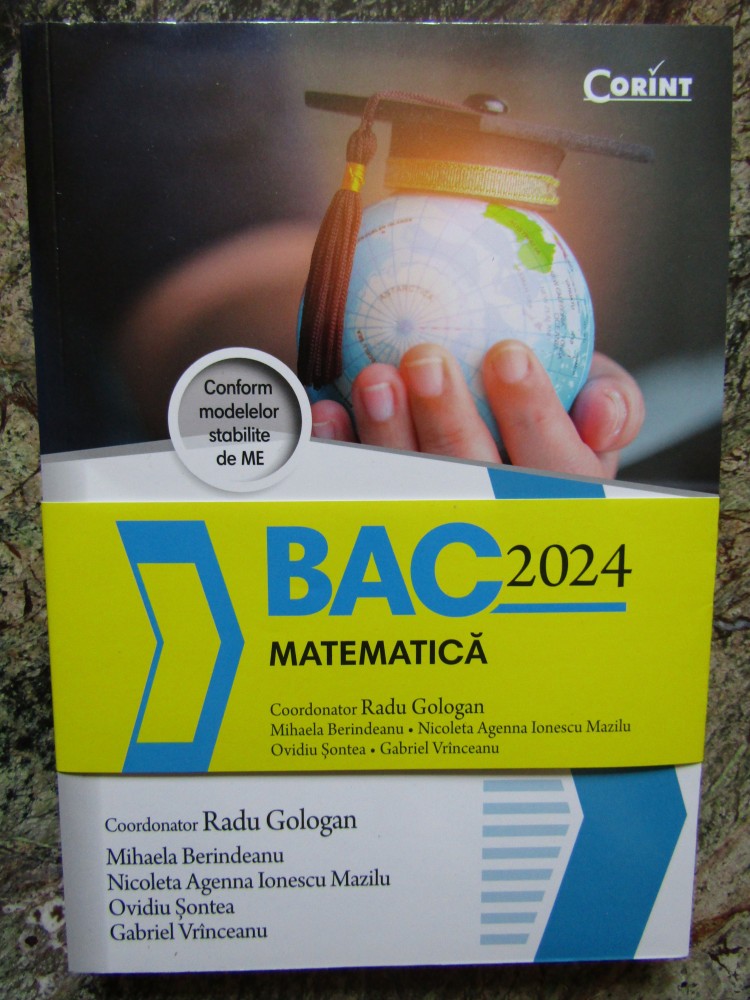 CORINT
ANTARCTICA
Conform
modelelor
stabilite
de ME
BAC 2024
MATEMATICĂ
Coordonator Radu Gologan
Mihaela Berindeanu • Nicoleta Agenna Ionescu Mazilu
Ovidiu Șontea • Gabriel Vrînceanu
Coordonator Radu Gologan
Mihaela Berindeanu
Nicoleta Agenna Ionescu Mazilu
Ovidiu Șontea
Gabriel Vrînceanu